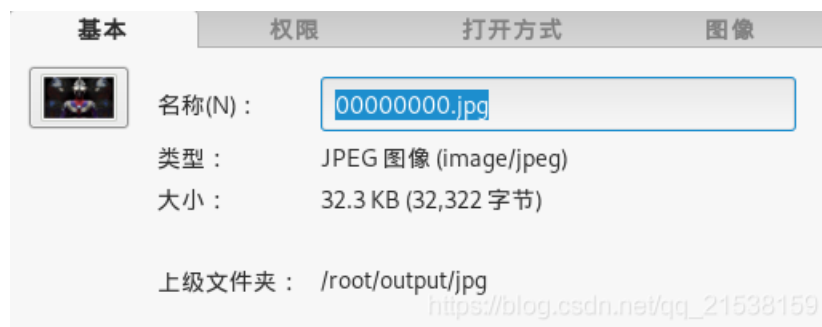 基本 权限 打开方式 图像
名称(N)： 00000000.jpg
类型： JPEG 图像 (image/jpeg)
大小： 32.3 KB (32,322 字节)
上级文件夹： /root/output/jpg
https://blog.csdn.net/qq_21538159